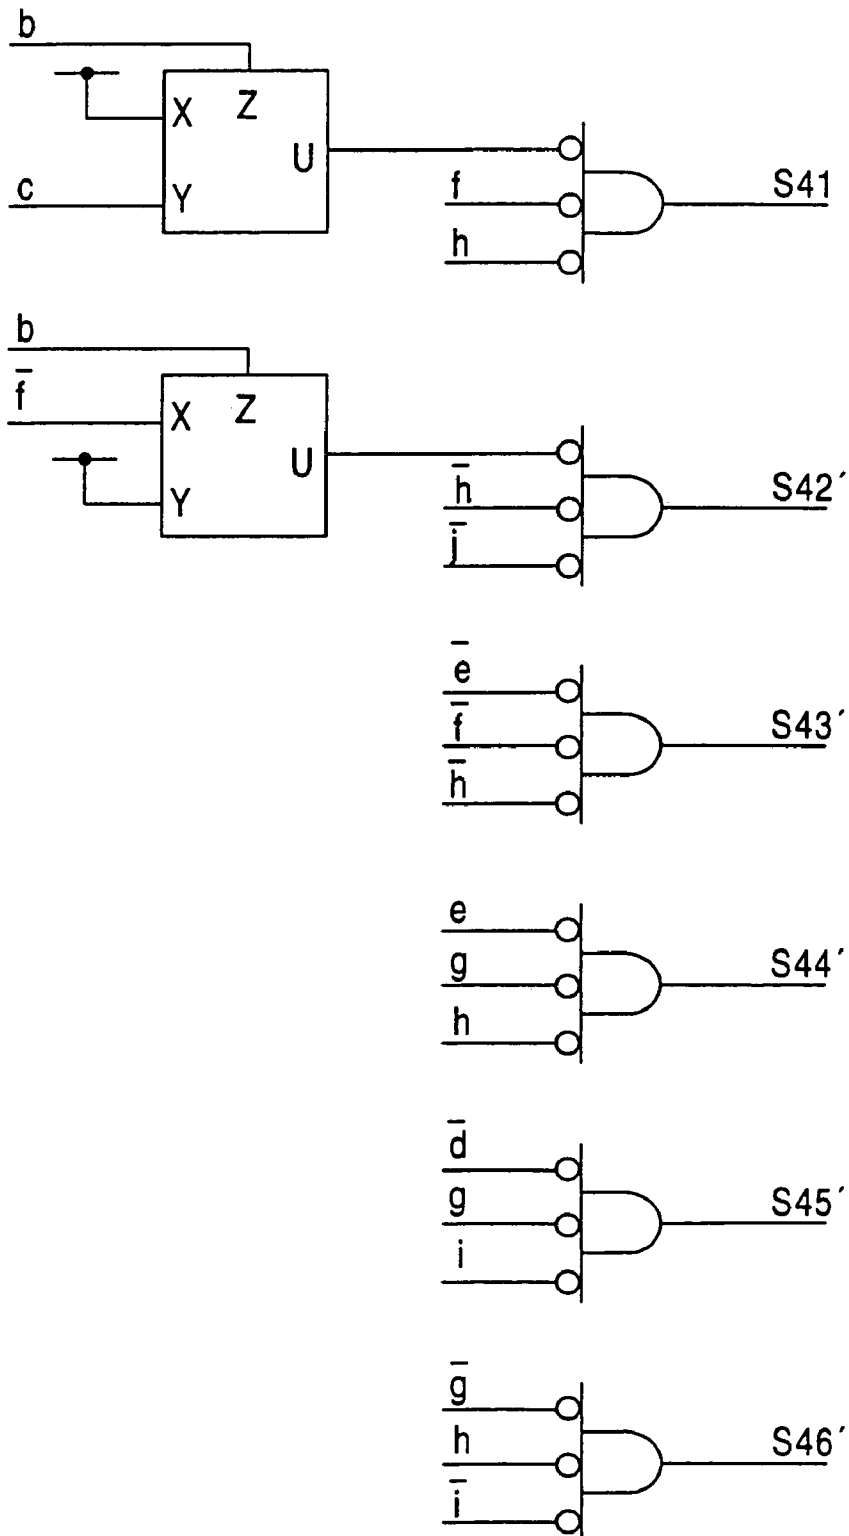 b
X Z
U
c Y
f
h
S41
b
f̅
X Z
U
Y
h̅
j̅
S42´
e̅
f̅
h̅
S43´
e
g
h
S44´
d̅
g
i
S45´
g̅
h
i̅
S46´